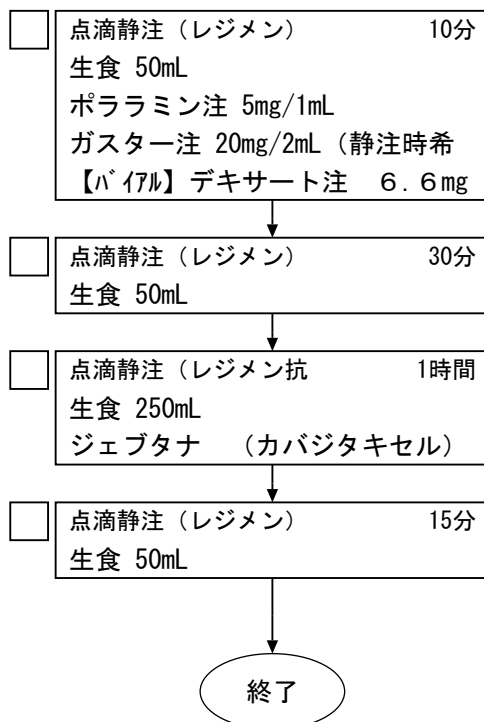 点滴静注（レジメン） 10分
生食 50mL
ポララミン注 5mg/1mL
ガスター注 20mg/2mL（静注時希
【ﾊﾞｲｱﾙ】デキサート注　６.６mg
点滴静注（レジメン） 30分
生食 50mL
点滴静注（レジメン抗 1時間
生食 250mL
ジェブタナ　（カバジタキセル）
点滴静注（レジメン） 15分
生食 50mL
終了